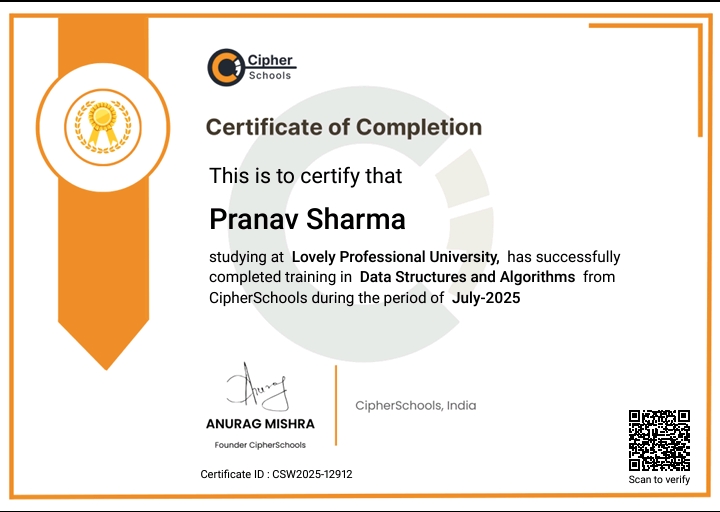 Cipher
Schools
Certificate of Completion
This is to certify that
Pranav Sharma
studying at Lovely Professional University, has successfully
completed training in Data Structures and Algorithms from
CipherSchools during the period of July-2025
Anurag
ANURAG MISHRA
Founder CipherSchools
CipherSchools, India
Certificate ID : CSW2025-12912
Scan to verify